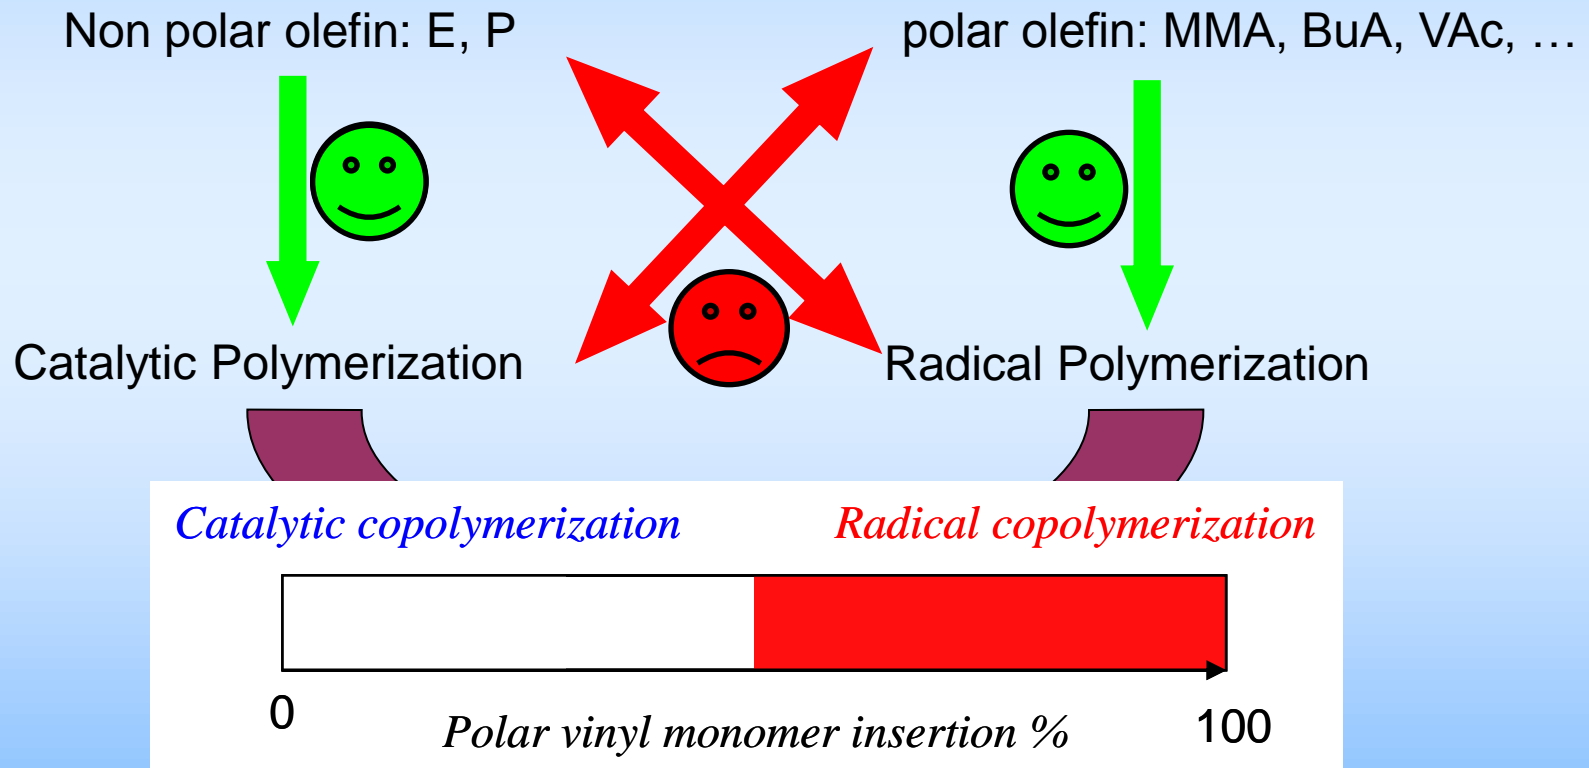 Non polar olefin: E, P
polar olefin: MMA, BuA, VAc, …
Catalytic Polymerization
Radical Polymerization
Catalytic copolymerization
Radical copolymerization
0
Polar vinyl monomer insertion %
100